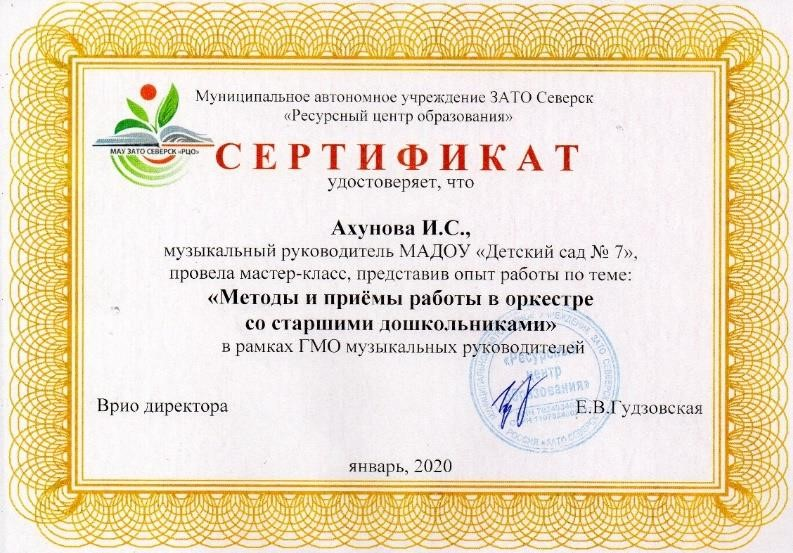 Муниципальное автономное учреждение ЗАТО Северск
«Ресурсный центр образования»
МАУ ЗАТО СЕВЕРСК «РЦО»
СЕРТИФИКАТ
удостоверяет, что
Ахунова И.С.,
музыкальный руководитель МАДОУ «Детский сад № 7»,
провела мастер-класс, представив опыт работы по теме:
«Методы и приёмы работы в оркестре
со старшими дошкольниками»
в рамках ГМО музыкальных руководителей
«Ресурсный
центр
образования»
Врио директора
Е.В.Гудзовская
январь, 2020